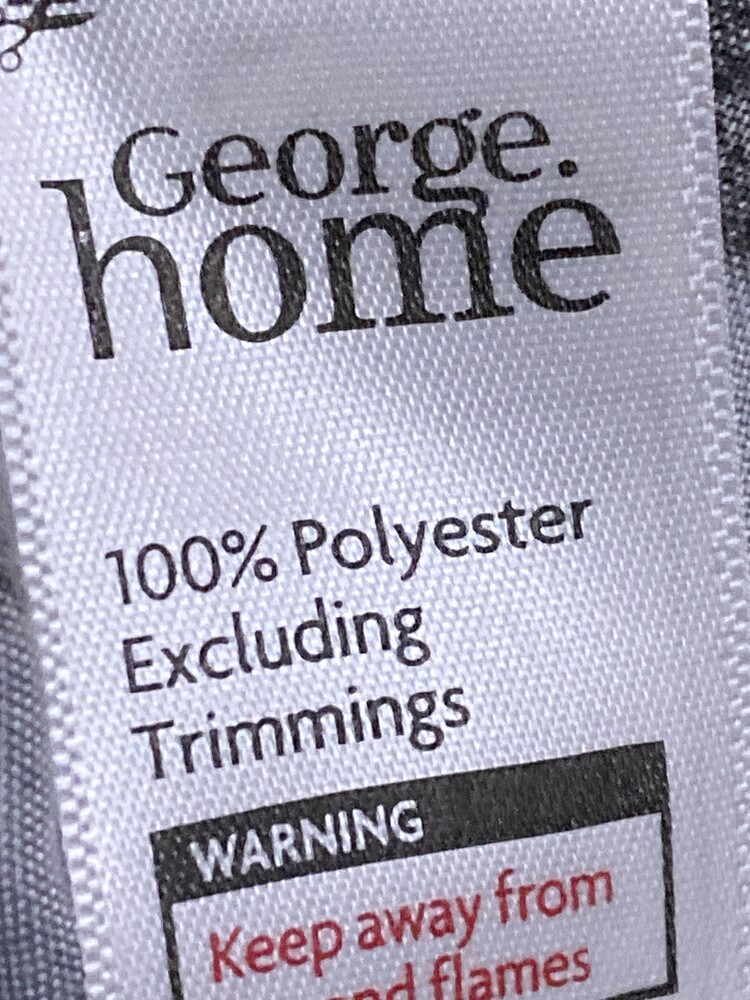 George.
home
100% Polyester
Excluding
Trimmings
WARNING
Keep away from
flames